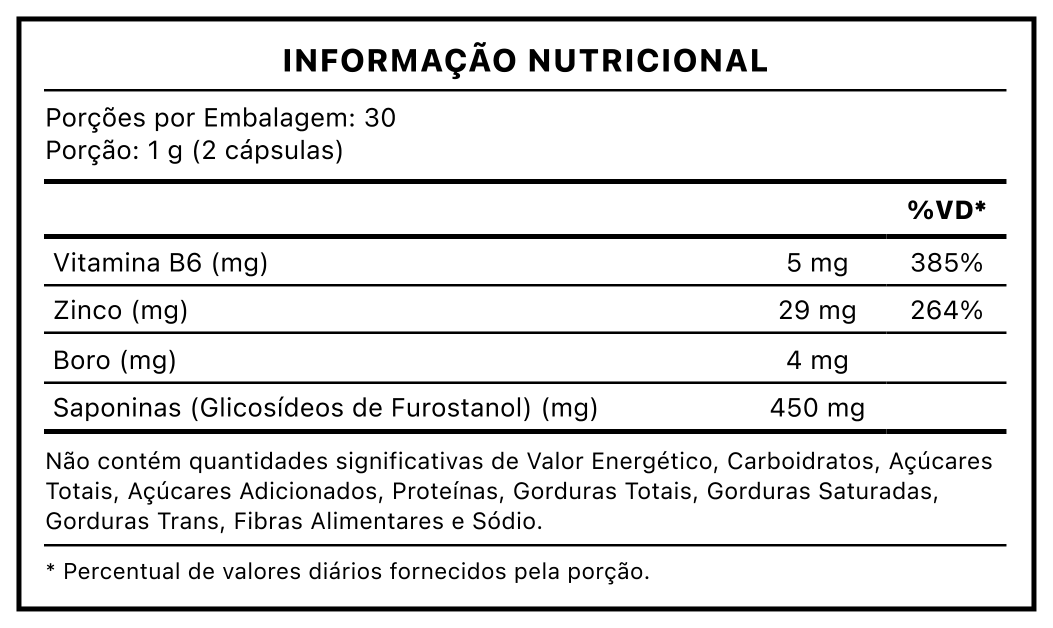 INFORMAÇÃO NUTRICIONAL
Porções por Embalagem: 30
Porção: 1 g (2 cápsulas)
%VD*
Vitamina B6 (mg) 5 mg 385%
Zinco (mg) 29 mg 264%
Boro (mg) 4 mg
Saponinas (Glicosídeos de Furostanol) (mg) 450 mg
Não contém quantidades significativas de Valor Energético, Carboidratos, Açúcares
Totais, Açúcares Adicionados, Proteínas, Gorduras Totais, Gorduras Saturadas,
Gorduras Trans, Fibras Alimentares e Sódio.
* Percentual de valores diários fornecidos pela porção.